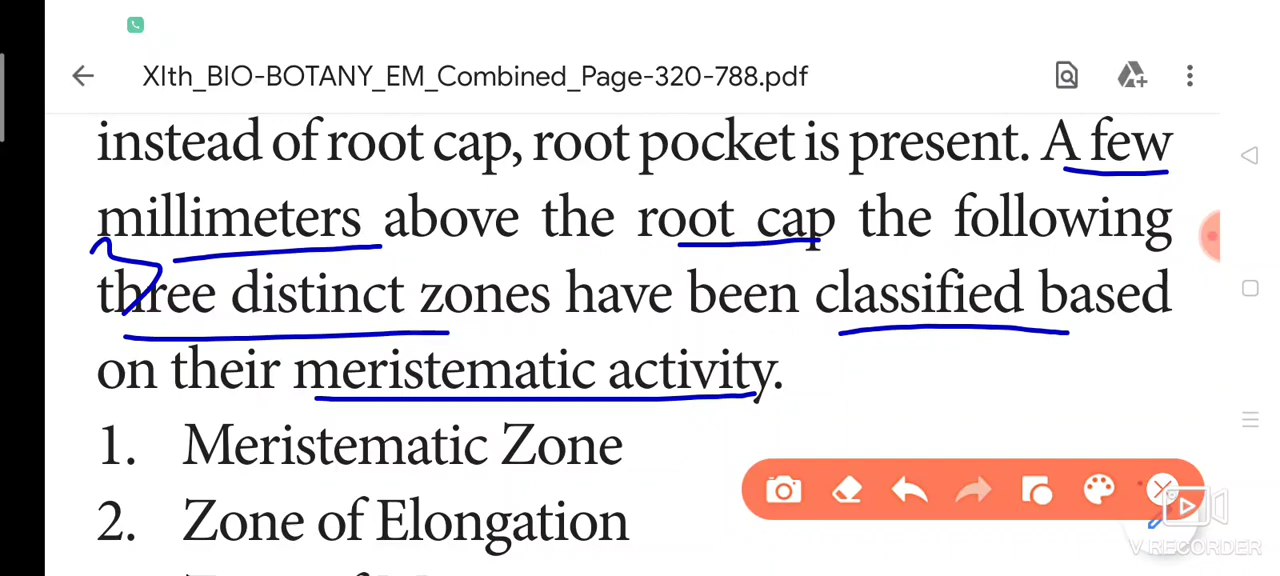 XIth_BIO-BOTANY_EM_Combined_Page-320-788.pdf
instead of root cap, root pocket is present. A few
millimeters above the root cap the following
three distinct zones have been classified based
on their meristematic activity.
1. Meristematic Zone
2. Zone of Elongation
V RECORDER